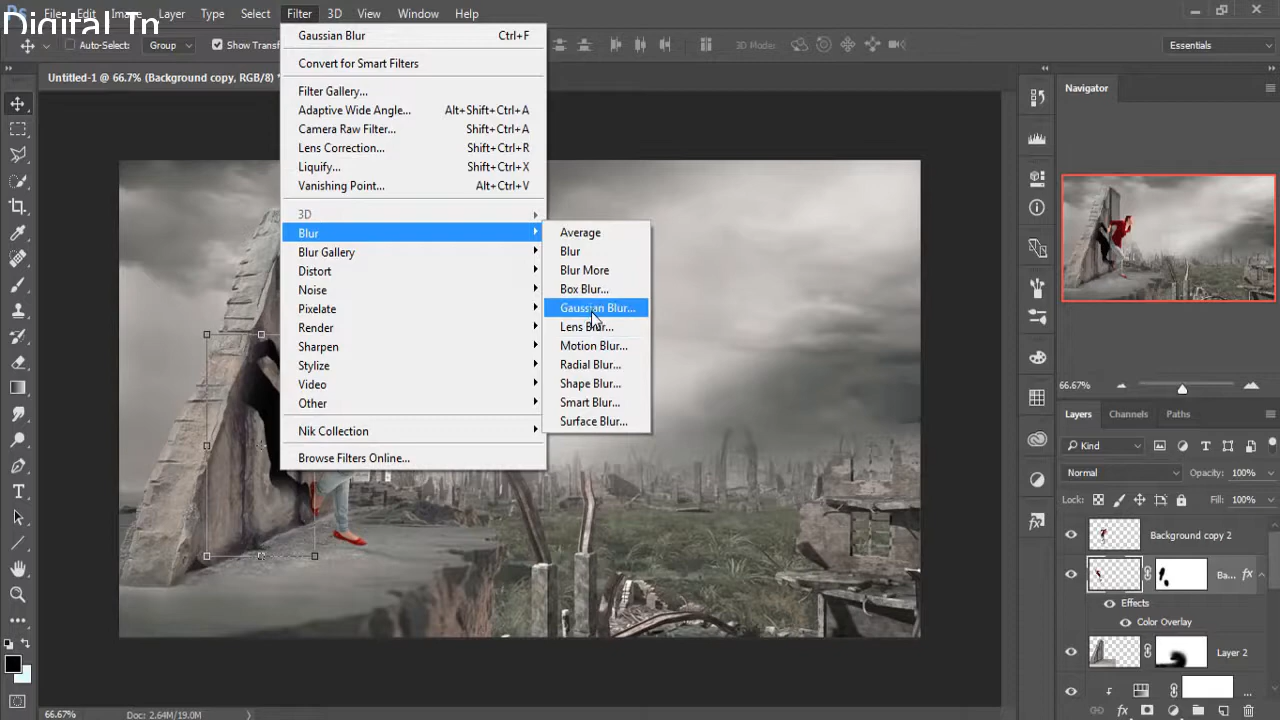 Ps File Edit Image Layer Type Select Filter 3D View Window Help
Digital
Auto-Select: Group Show Transf 3D Mode: Essentials
Untitled-1 @ 66.7% (Background copy, RGB/8) *
Gaussian Blur Ctrl+F
Convert for Smart Filters
Filter Gallery...
Adaptive Wide Angle... Alt+Shift+Ctrl+A
Camera Raw Filter... Shift+Ctrl+A
Lens Correction... Shift+Ctrl+R
Liquify... Shift+Ctrl+X
Vanishing Point... Alt+Ctrl+V
3D
Blur
Blur Gallery
Distort
Noise
Pixelate
Render
Sharpen
Stylize
Video
Other
Nik Collection
Browse Filters Online...
Average
Blur
Blur More
Box Blur...
Gaussian Blur...
Lens Blur...
Motion Blur...
Radial Blur...
Shape Blur...
Smart Blur...
Surface Blur...
Navigator
66.67%
Layers Channels Paths
Kind
Normal Opacity: 100%
Lock: Fill: 100%
Background copy 2
Ba... fx
Effects
Color Overlay
Layer 2
...
66.67% Doc: 2.64M/19.0M